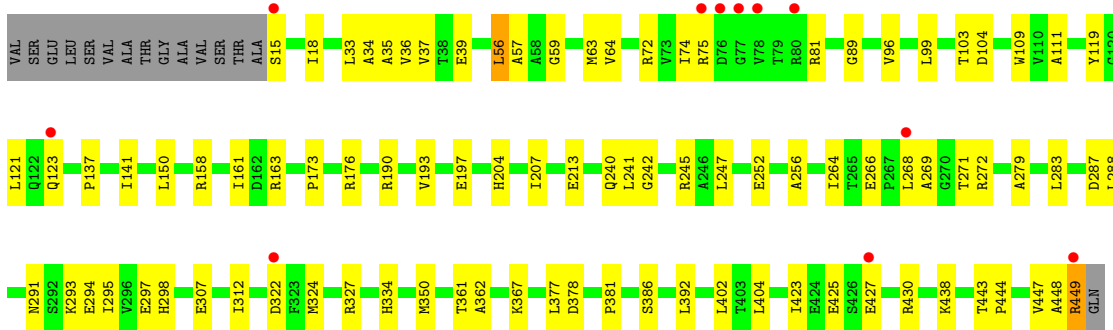 VAL SER GLU LEU SER SER VAL ALA THR GLY ALA VAL SER THR ALA S15 I18 L33 A34 A35 V36 V37 T38 E39 L56 A57 A58 G59 M63 V64 R72 V73 I74 R75 D76 G77 V78 T79 R80 R81 G89 V96 L99 T103 D104 W109 V110 A111 Y119 G120
L121 Q122 Q123 P137 I141 L150 R158 I161 D162 R163 P173 R176 R190 V193 E197 H204 I207 E213 Q240 L241 G242 R245 A246 L247 E252 A256 I264 T265 E266 P267 L268 A269 G270 T271 R272 A279 L283 D287 L288
N291 S292 K293 E294 I295 V296 E297 H298 E307 I312 D322 F323 M324 R327 H334 M350 T361 A362 K367 L377 D378 P381 S386 L392 L402 T403 L404 I423 E424 E425 S426 E427 R430 K438 T443 P444 V447 A448 R449 GLN